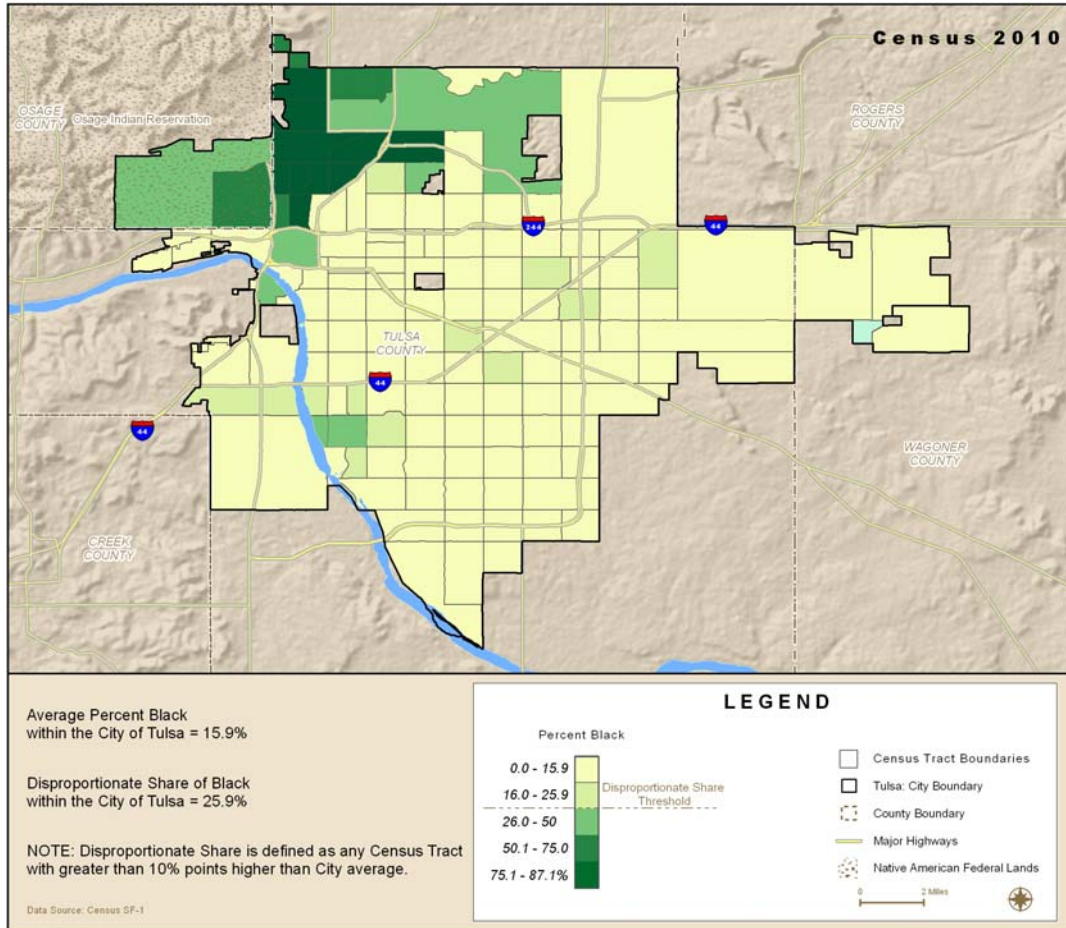 Census 2010
OSAGE
COUNTY
Osage Indian Reservation
ROGERS
COUNTY
244
44
TULSA
COUNTY
44
44
WAGONER
COUNTY
CREEK
COUNTY
Average Percent Black
within the City of Tulsa = 15.9%
Disproportionate Share of Black
within the City of Tulsa = 25.9%
NOTE: Disproportionate Share is defined as any Census Tract
with greater than 10% points higher than City average.
Data Source: Census SF-1
LEGEND
Percent Black
0.0 - 15.9
16.0 - 25.9
Disproportionate Share
Threshold
26.0 - 50
50.1 - 75.0
75.1 - 87.1%
Census Tract Boundaries
Tulsa: City Boundary
County Boundary
Major Highways
Native American Federal Lands
0 2 Miles